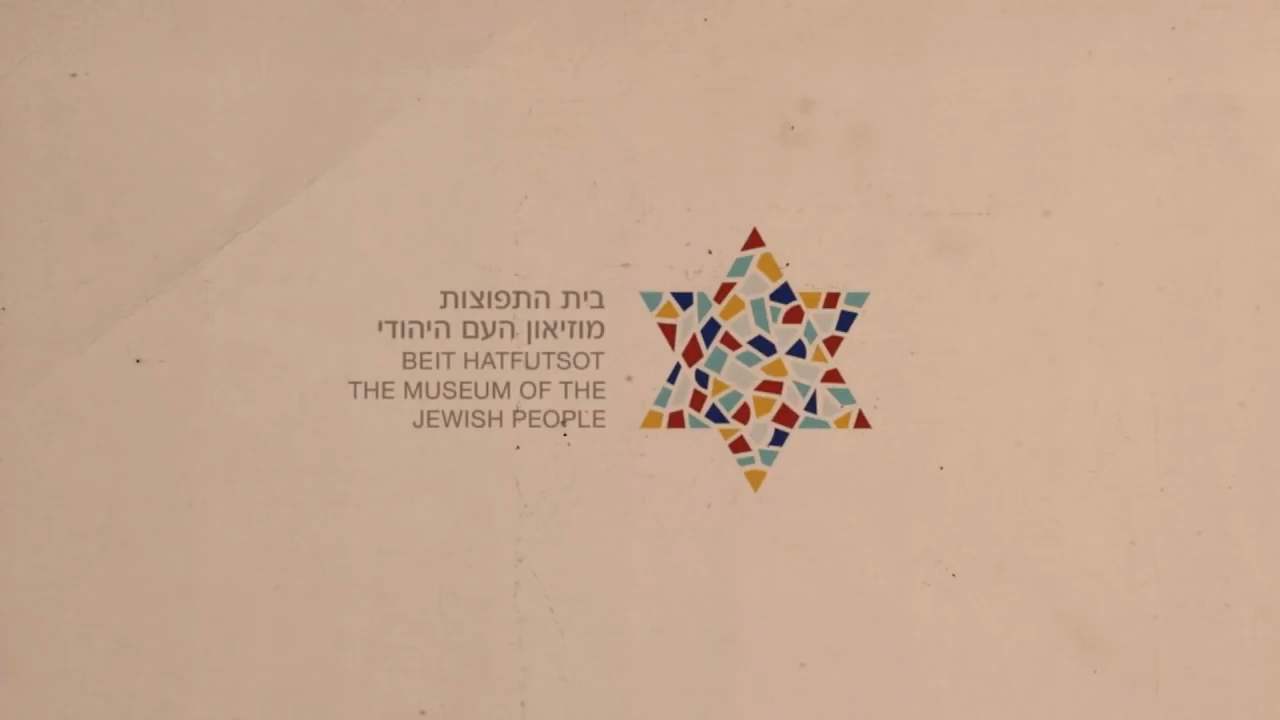 בית התפוצות
מוזיאון העם היהודי
BEIT HATFUTSOT
THE MUSEUM OF THE
JEWISH PEOPLE